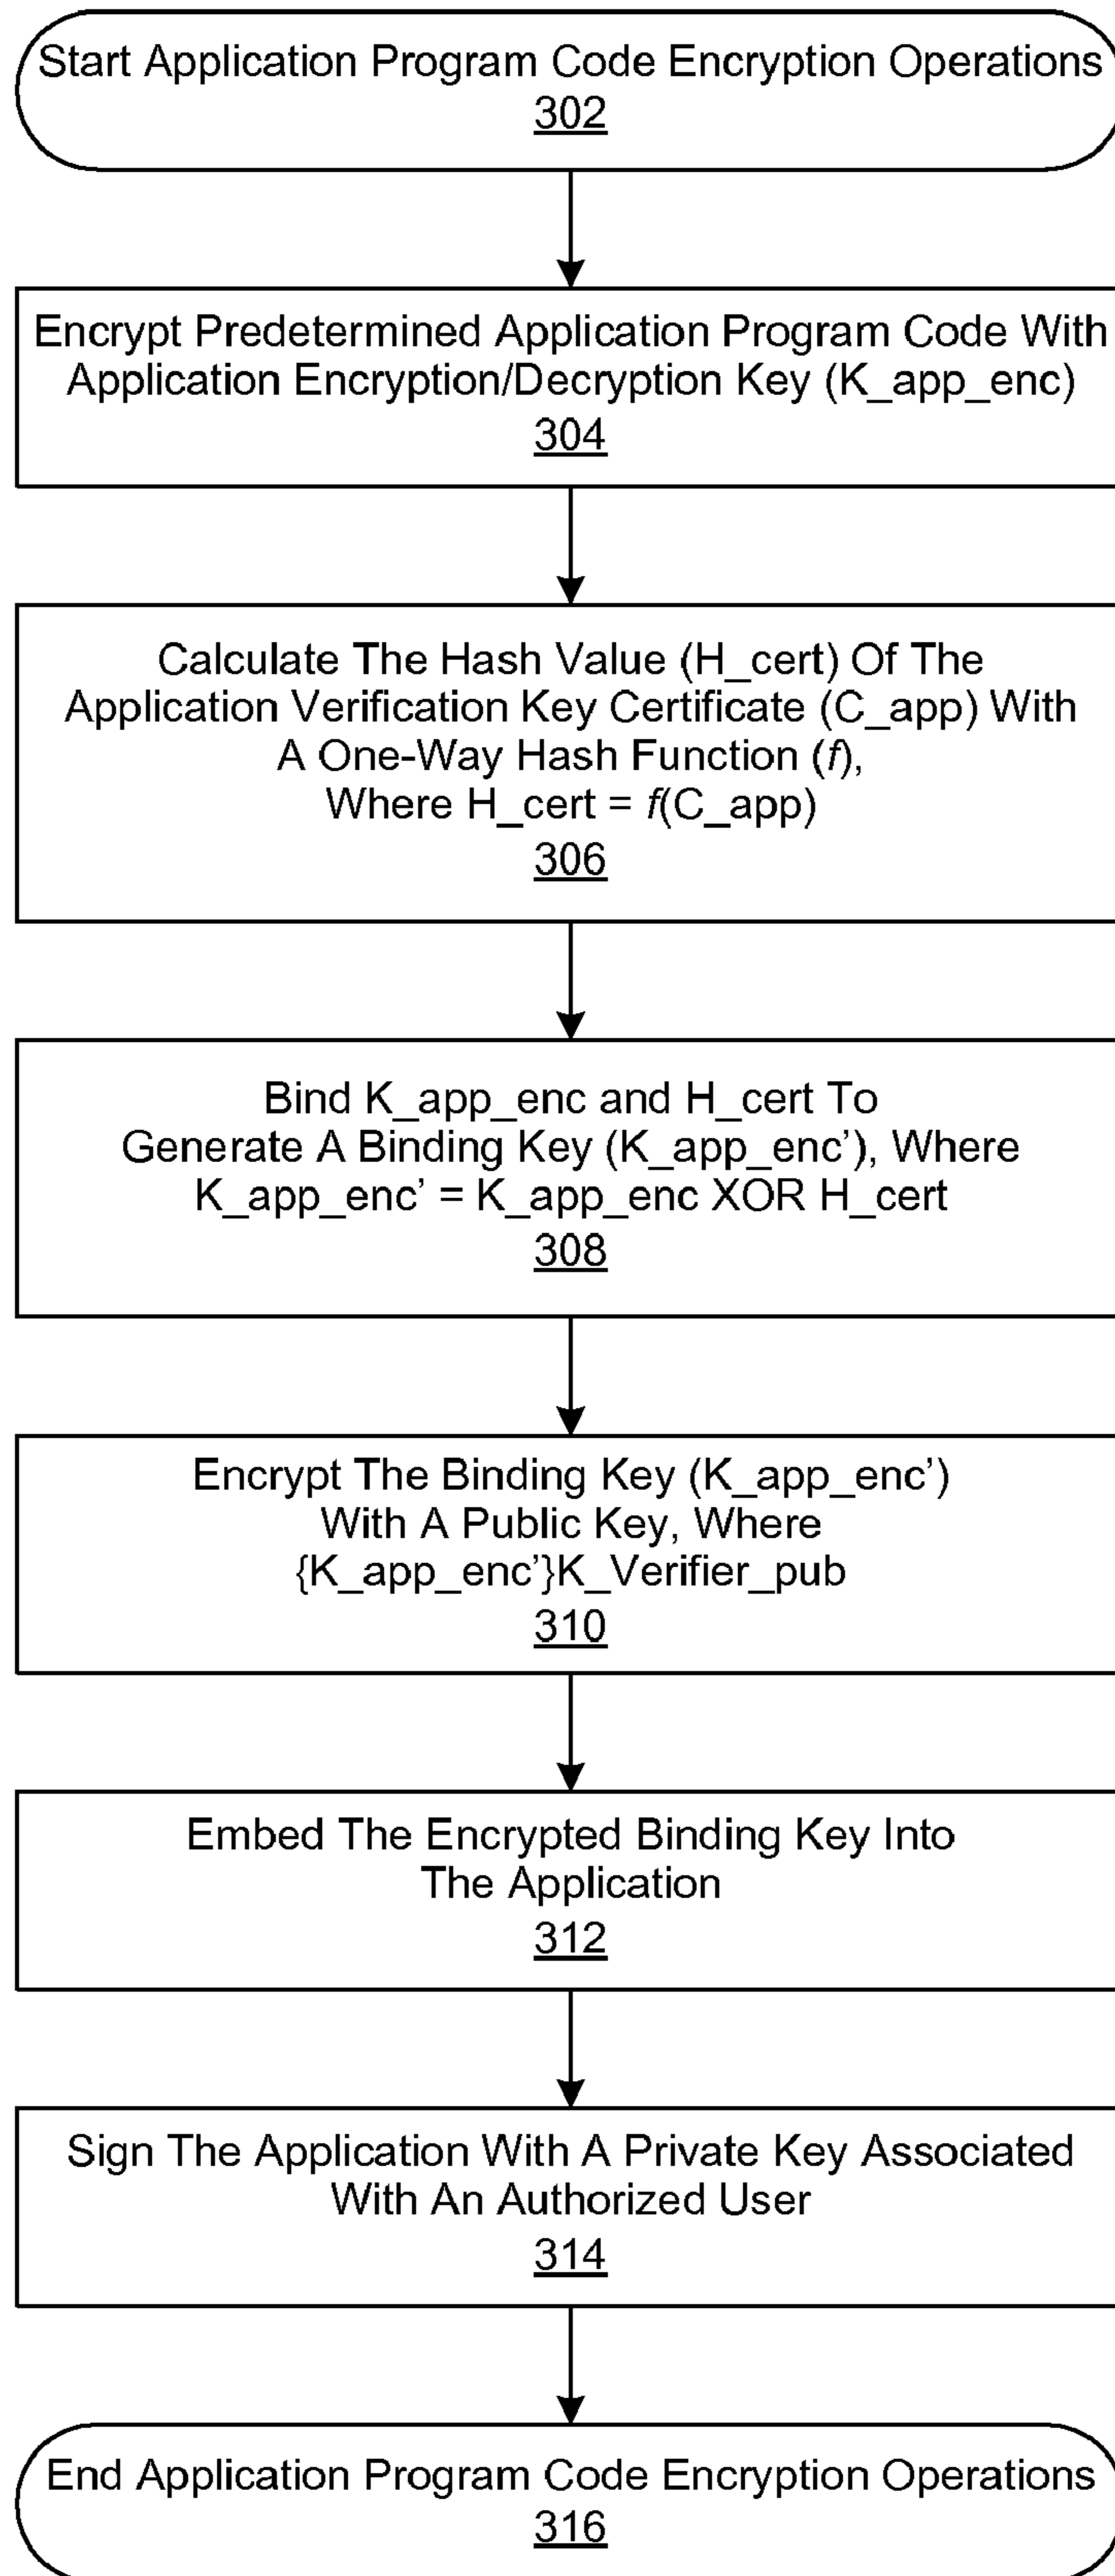 Start Application Program Code Encryption Operations
302
Encrypt Predetermined Application Program Code With
Application Encryption/Decryption Key (K_app_enc)
304
Calculate The Hash Value (H_cert) Of The
Application Verification Key Certificate (C_app) With
A One-Way Hash Function (f),
Where H_cert = f(C_app)
306
Bind K_app_enc and H_cert To
Generate A Binding Key (K_app_enc’), Where
K_app_enc’ = K_app_enc XOR H_cert
308
Encrypt The Binding Key (K_app_enc’)
With A Public Key, Where
{K_app_enc’}K_Verifier_pub
310
Embed The Encrypted Binding Key Into
The Application
312
Sign The Application With A Private Key Associated
With An Authorized User
314
End Application Program Code Encryption Operations
316